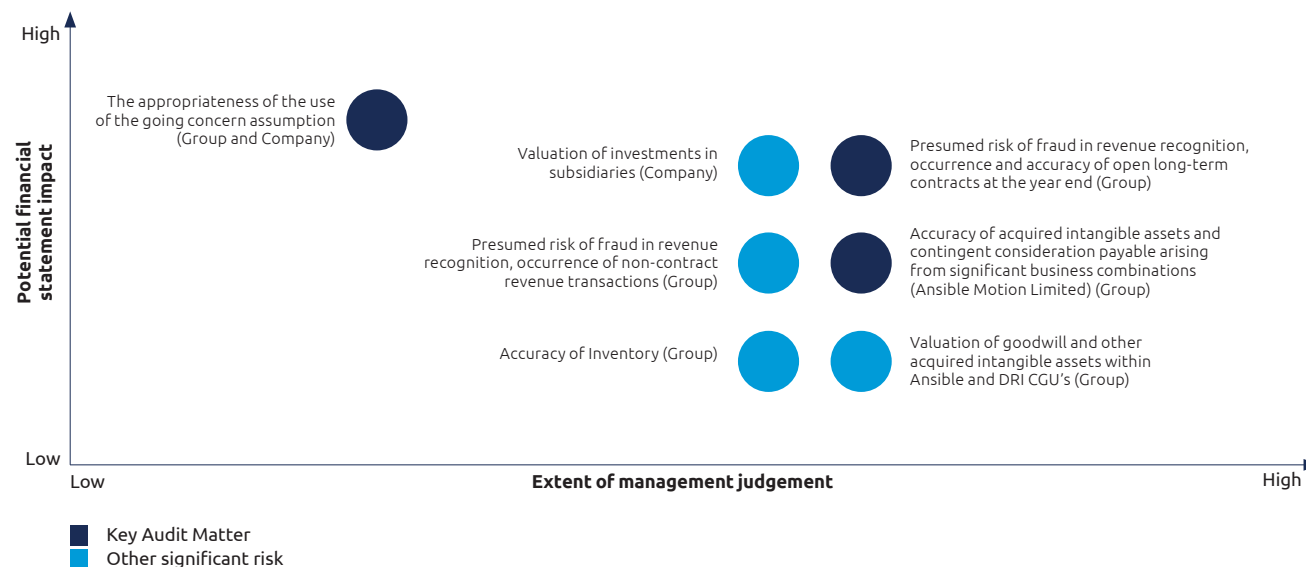 High
Potential financial
statement impact
The appropriateness of the use
of the going concern assumption
(Group and Company)
Valuation of investments in
subsidiaries (Company)
Presumed risk of fraud in revenue recognition,
occurrence and accuracy of open long-term
contracts at the year end (Group)
Presumed risk of fraud in revenue
recognition, occurrence of non-contract
revenue transactions (Group)
Accuracy of acquired intangible assets and
contingent consideration payable arising
from significant business combinations
(Ansible Motion Limited) (Group)
Accuracy of Inventory (Group)
Valuation of goodwill and other
acquired intangible assets within
Ansible and DRI CGU's (Group)
Low
Low
Extent of management judgement
High
Key Audit Matter
Other significant risk